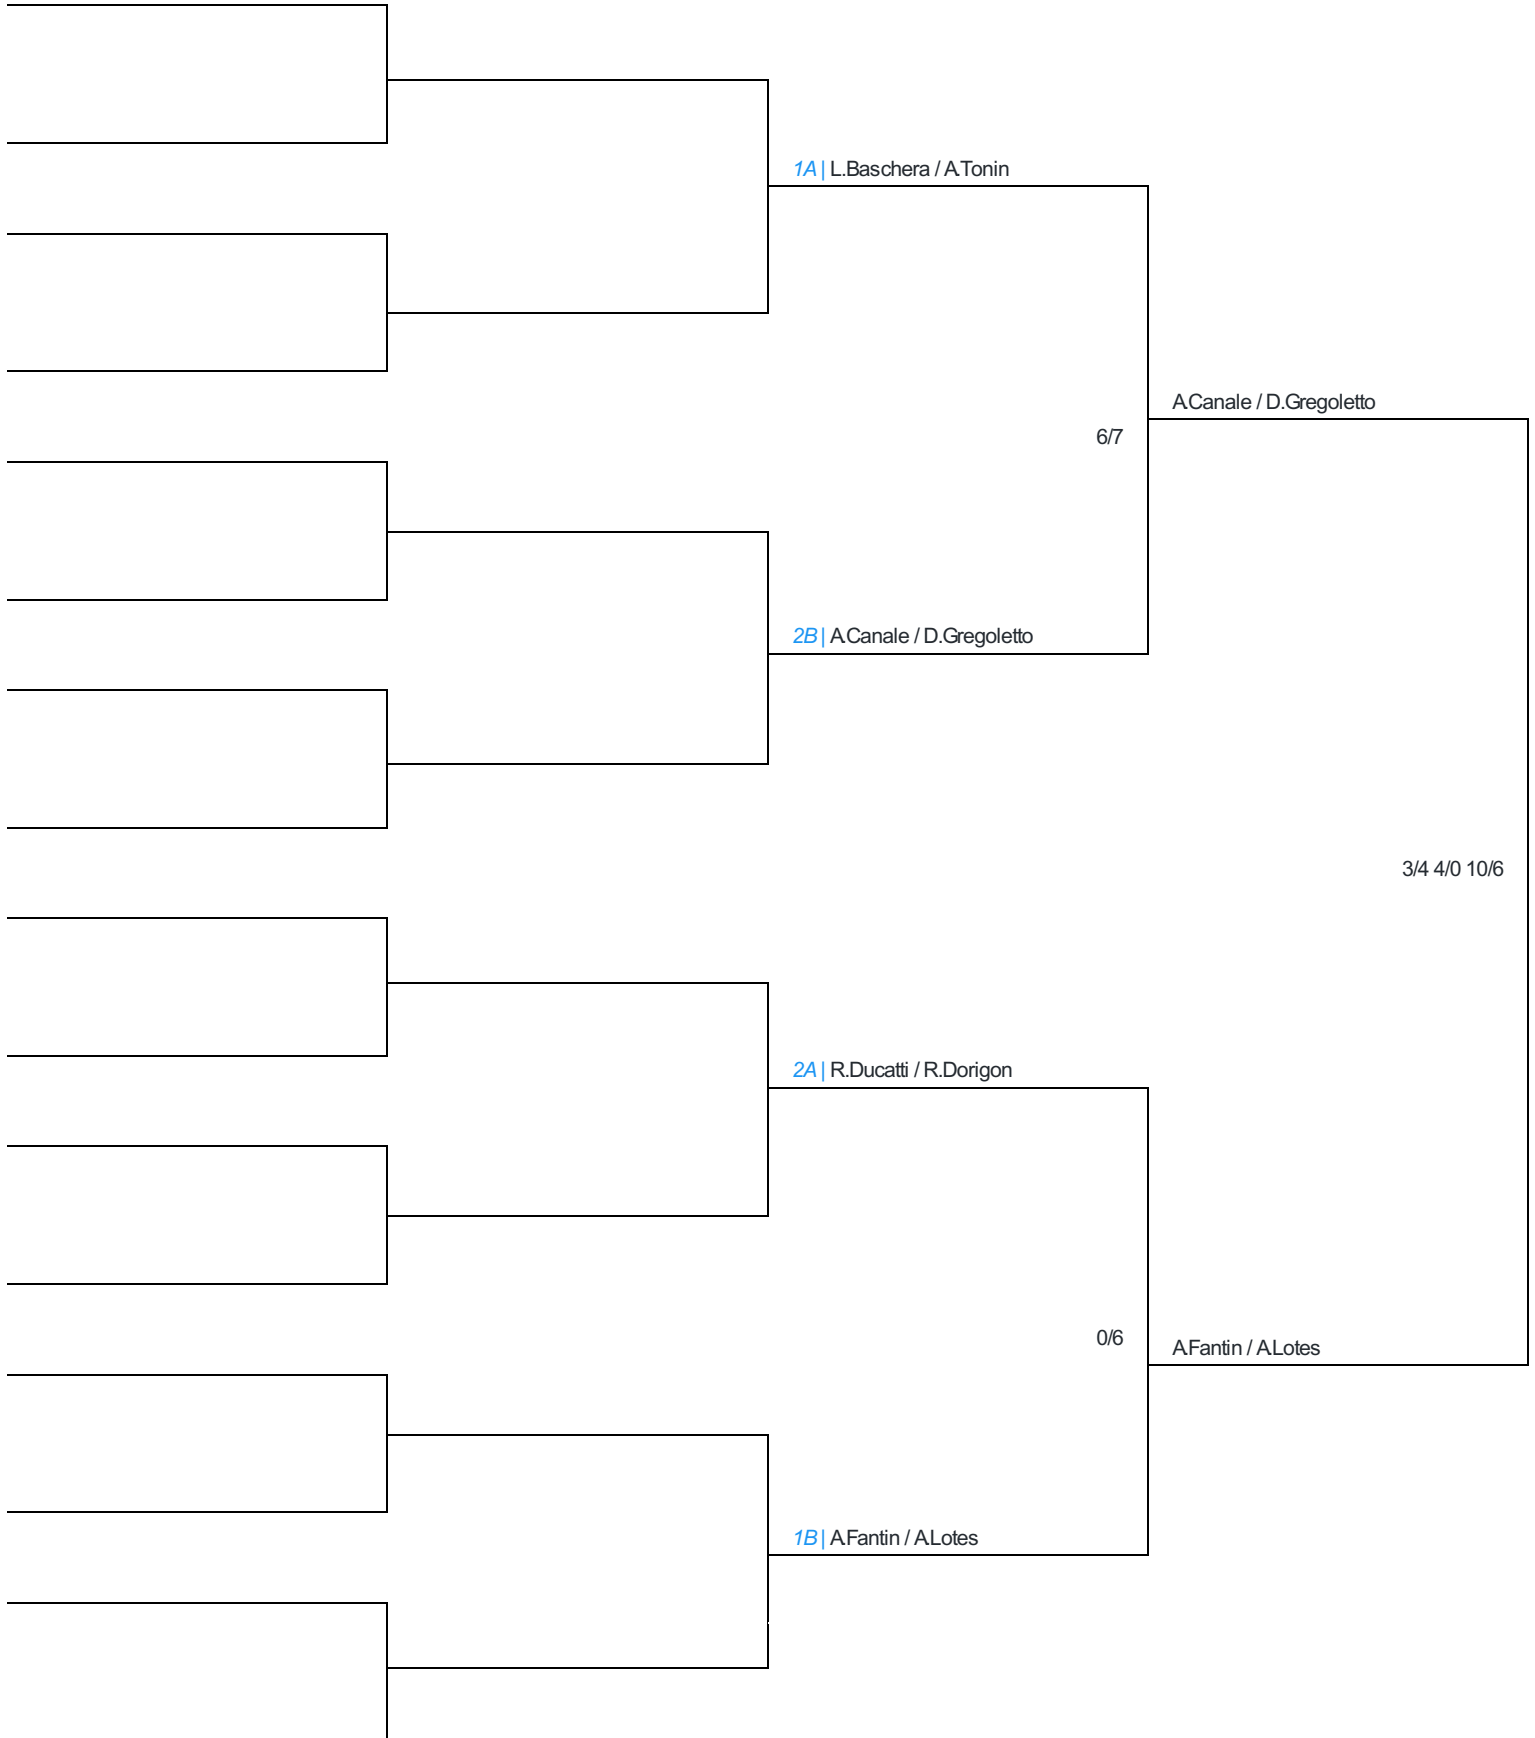 1A | L.Baschera / A.Tonin
A.Canale / D.Gregoletto
6/7
2B | A.Canale / D.Gregoletto
3/4 4/0 10/6
2A | R.Ducatti / R.Dorigon
0/6
A.Fantin / A.Lotes
1B | A.Fantin / A.Lotes